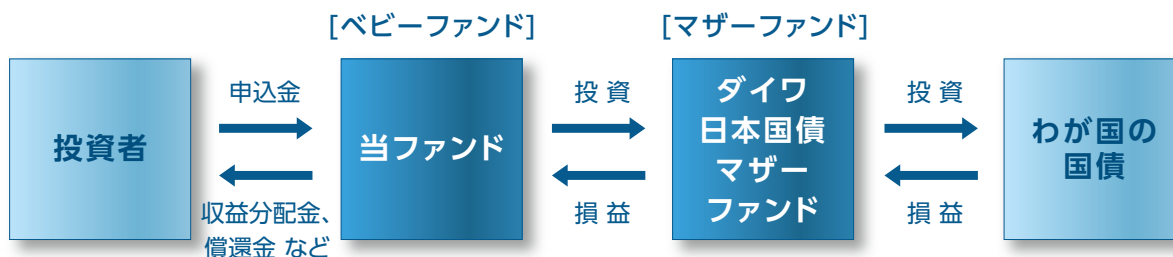 [ベビーファンド]
[マザーファンド]
投資者
申込金
収益分配金、
償還金 など
当ファンド
投 資
損 益
ダイワ
日本国債
マザー
ファンド
投 資
損 益
わが国の
国債